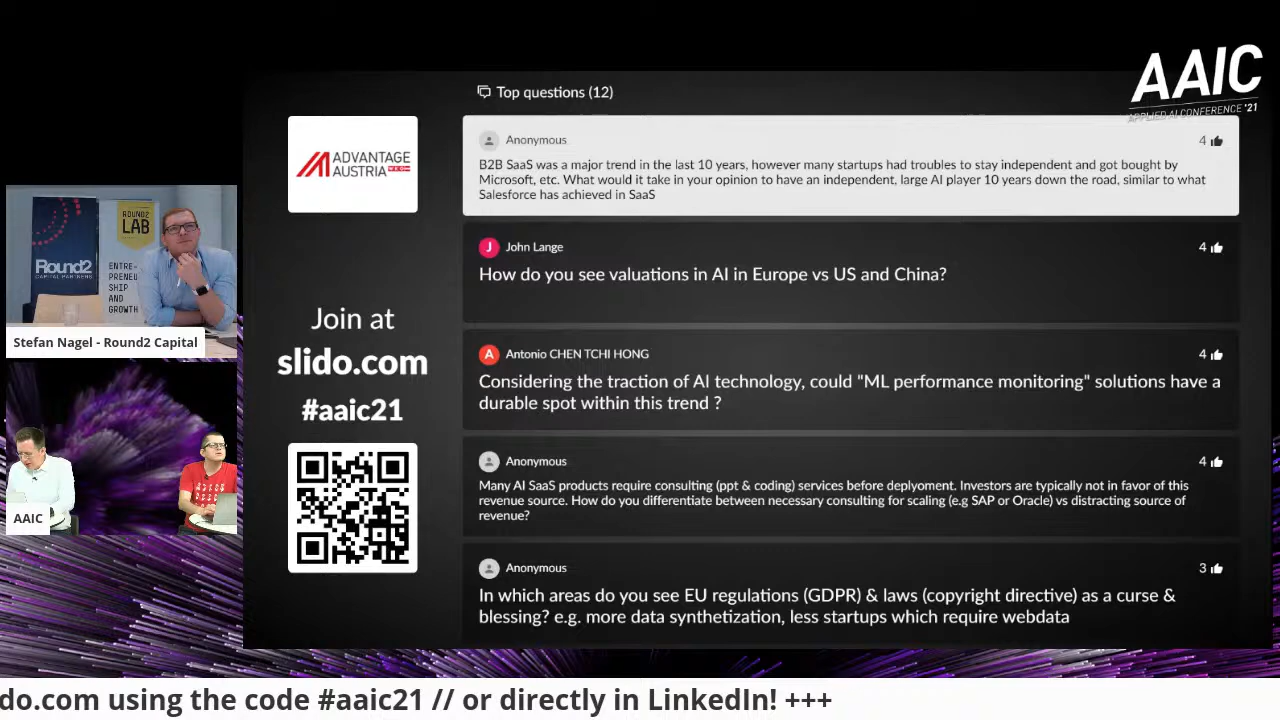 AAIC
APPLIED AI CONFERENCE '21
Top questions (12)
ADVANTAGE
AUSTRIA
Anonymous
4
B2B SaaS was a major trend in the last 10 years, however many startups had troubles to stay independent and got bought by
Microsoft, etc. What would it take in your opinion to have an independent, large AI player 10 years down the road, similar to what
Salesforce has achieved in SaaS
J
John Lange
4
How do you see valuations in AI in Europe vs US and China?
A
Antonio CHEN TCHI HONG
4
Considering the traction of AI technology, could "ML performance monitoring" solutions have a
durable spot within this trend ?
Anonymous
4
Many AI SaaS products require consulting (ppt & coding) services before deplyoment. Investors are typically not in favor of this
revenue source. How do you differentiate between necessary consulting for scaling (e.g SAP or Oracle) vs distracting source of
revenue?
Anonymous
3
In which areas do you see EU regulations (GDPR) & laws (copyright directive) as a curse &
blessing? e.g. more data synthetization, less startups which require webdata
Join at
slido.com
#aaic21
Round2
CAPITAL PARTNERS
ROUND2
LAB
ENTRE-
PRENEU
SHIP
AND
GROWTH
Stefan Nagel - Round2 Capital
AAIC
do.com using the code #aaic21 // or directly in LinkedIn! +++